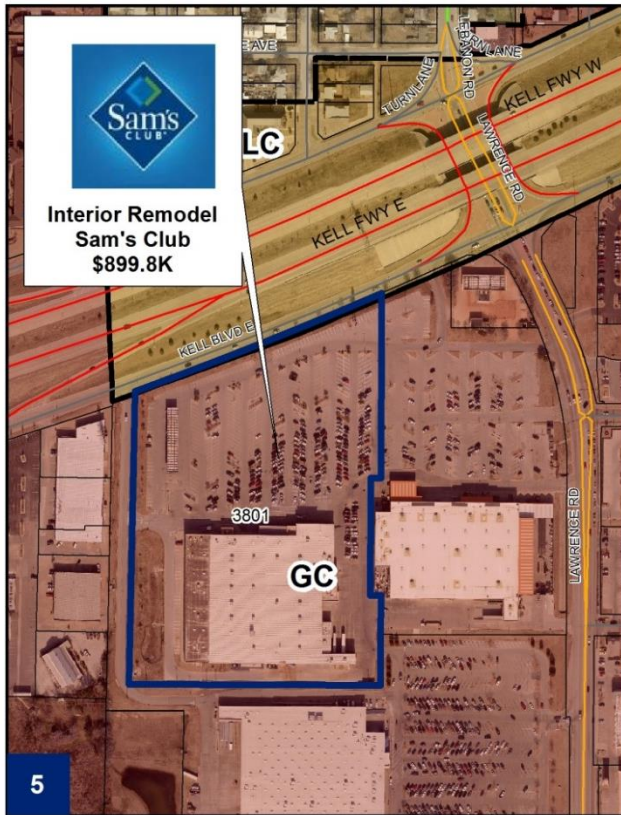 Sam's
CLUB
Interior Remodel
Sam's Club
$899.8K
E AVE
TURN LANE
LEBANON RD
TURN LANE
LC
KELL FWY W
LAWRENCE RD
KELL FWY E
KELL BLVD E
3801
GC
LAWRENCE RD
5